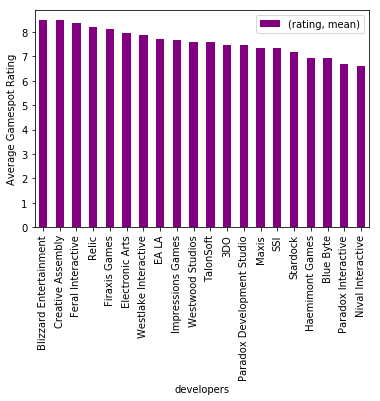 (rating, mean)
8
7
6
5
4
3
2
1
0
Average Gamespot Rating
Blizzard Entertainment
Creative Assembly
Feral Interactive
Relic
Firaxis Games
Electronic Arts
Westlake Interactive
EA LA
Impressions Games
Westwood Studios
TalonSoft
3DO
Paradox Development Studio
Maxis
SSI
Stardock
Haemimont Games
Blue Byte
Paradox Interactive
Nival Interactive
developers